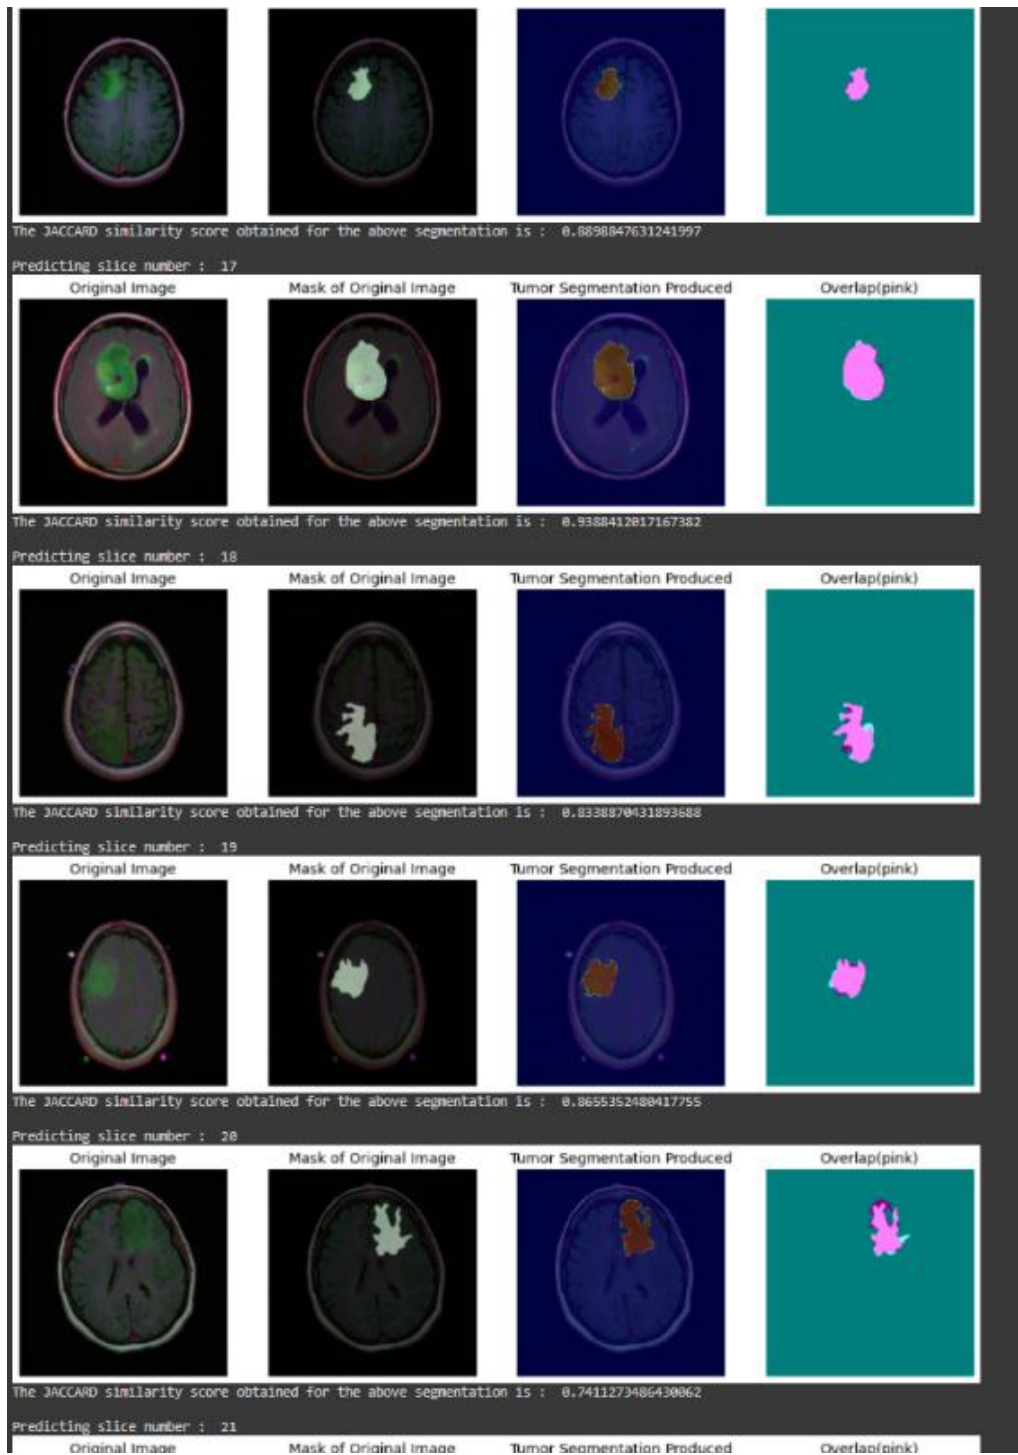 The JACCARD similarity score obtained for the above segmentation is :  0.8898847631241997
Predicting slice number :  17
Original Image Mask of Original Image Tumor Segmentation Produced Overlap(pink)
The JACCARD similarity score obtained for the above segmentation is :  0.9388412017167382
Predicting slice number :  18
Original Image Mask of Original Image Tumor Segmentation Produced Overlap(pink)
The JACCARD similarity score obtained for the above segmentation is :  0.8338870431893688
Predicting slice number :  19
Original Image Mask of Original Image Tumor Segmentation Produced Overlap(pink)
The JACCARD similarity score obtained for the above segmentation is :  0.8655352480417755
Predicting slice number :  20
Original Image Mask of Original Image Tumor Segmentation Produced Overlap(pink)
The JACCARD similarity score obtained for the above segmentation is :  0.7411273486430062
Predicting slice number :  21
Original Image Mask of Original Image Tumor Segmentation Produced Overlap(pink)